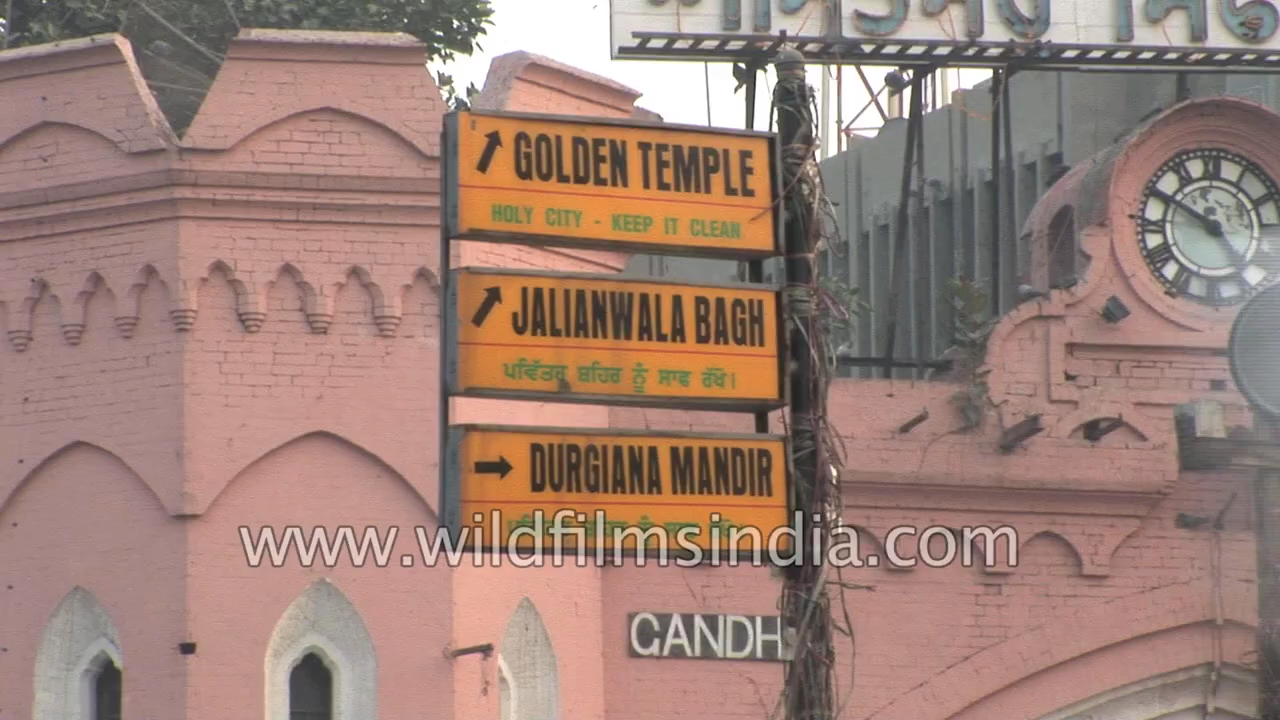 GOLDEN TEMPLE
HOLY CITY - KEEP IT CLEAN
JALIANWALA BAGH
ਪਵਿੱਤਰ ਸ਼ਹਿਰ ਨੂੰ ਸਾਫ ਰੱਖੋ।
DURGIANA MANDIR
www.wildfilmsindia.com
GANDH